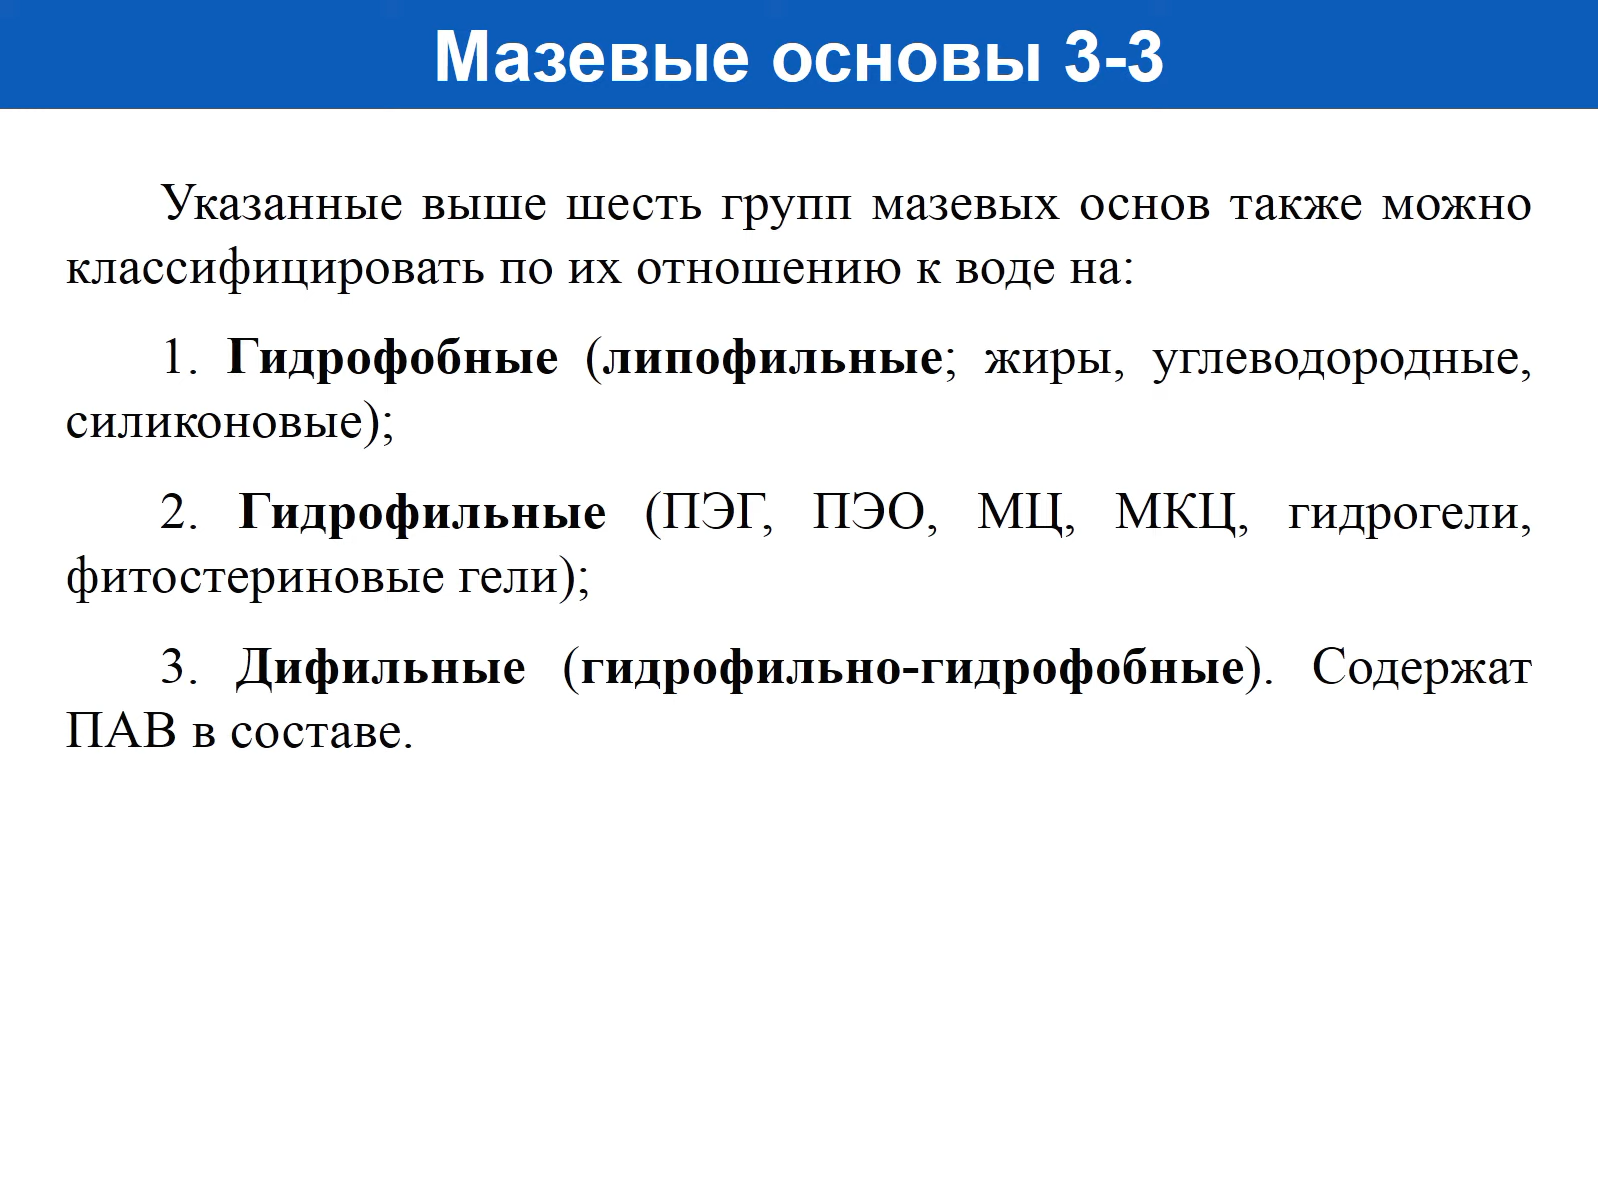 Мазевые основы 3-3
Указанные выше шесть групп мазевых основ также можно
классифицировать по их отношению к воде на:
1. Гидрофобные (липофильные; жиры, углеводородные,
силиконовые);
2. Гидрофильные (ПЭГ, ПЭО, МЦ, МКЦ, гидрогели,
фитостериновые гели);
3. Дифильные (гидрофильно-гидрофобные). Содержат
ПАВ в составе.